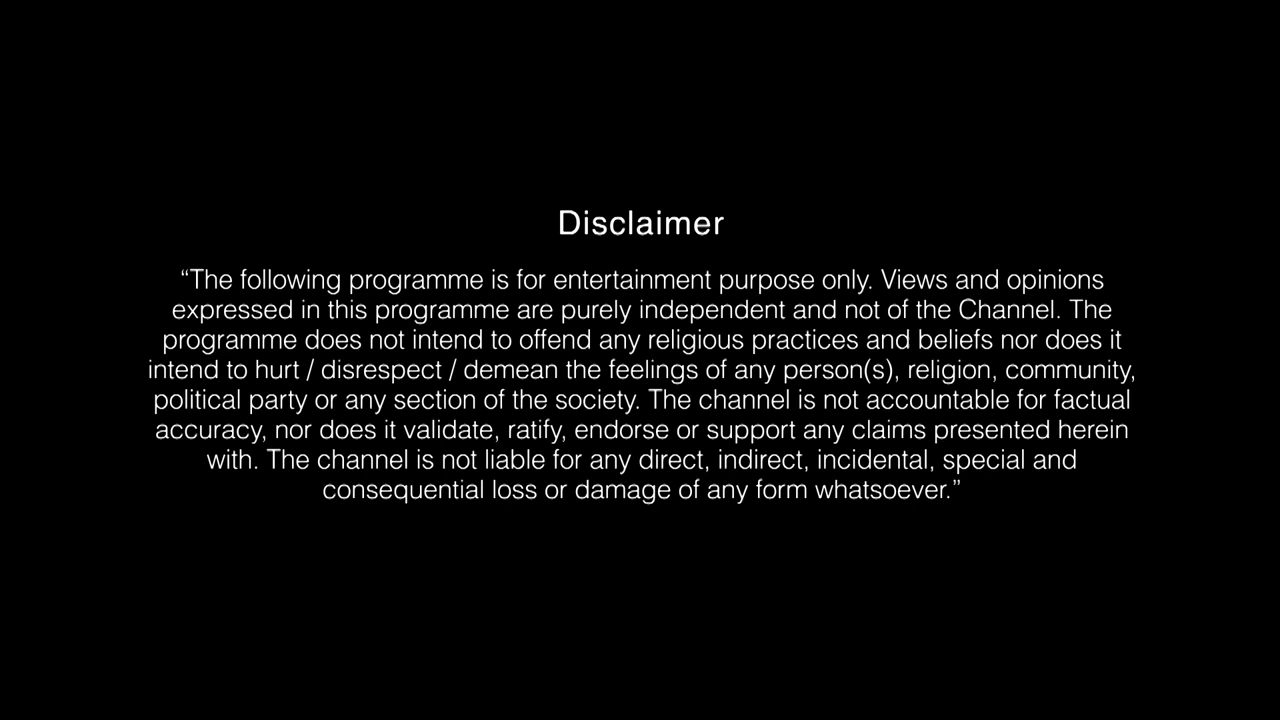 Disclaimer
“The following programme is for entertainment purpose only. Views and opinions
expressed in this programme are purely independent and not of the Channel. The
programme does not intend to offend any religious practices and beliefs nor does it
intend to hurt / disrespect / demean the feelings of any person(s), religion, community,
political party or any section of the society. The channel is not accountable for factual
accuracy, nor does it validate, ratify, endorse or support any claims presented herein
with. The channel is not liable for any direct, indirect, incidental, special and
consequential loss or damage of any form whatsoever.”